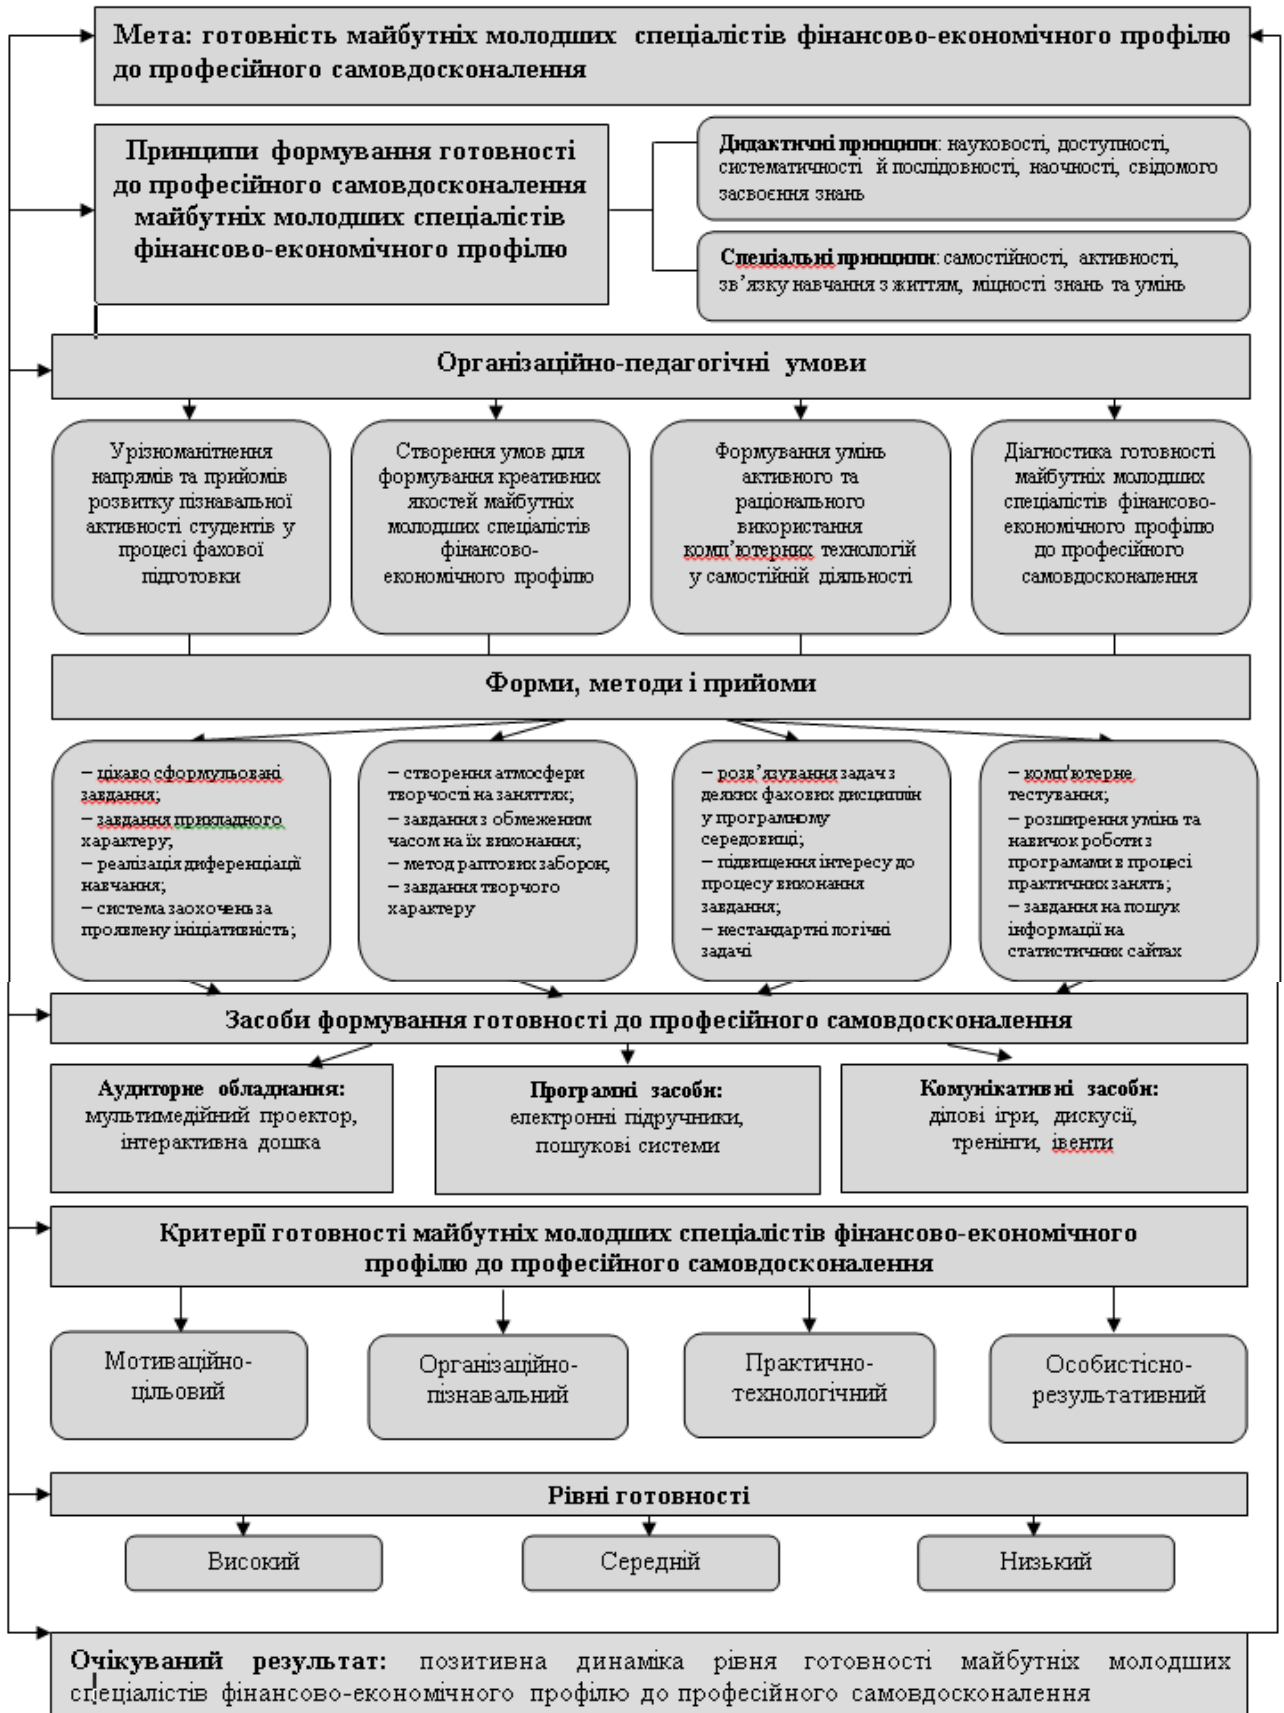 Мета: готовність майбутніх молодших спеціалістів фінансово-економічного профілю
до професійного самовдосконалення
Принципи формування готовності
до професійного самовдосконалення
майбутніх молодших спеціалістів
фінансово-економічного профілю
Дидактичні принципи: науковості, доступності,
систематичності й послідовності, наочності, свідомого
засвоєння знань
Спеціальні принципи: самостійності, активності,
зв’язку навчання з життям, міцності знань та умінь
Організаційно-педагогічні умови
Урізноманітнення
напрямів та прийомів
розвитку пізнавальної
активності студентів у
процесі фахової
підготовки
Створення умов для
формування креативних
якостей майбутніх
молодших спеціалістів
фінансово-
економічного профілю
Формування умінь
активного та
раціонального
використання
комп’ютерних технологій
у самостійній діяльності
Діагностика готовності
майбутніх молодших
спеціалістів фінансово-
економічного профілю
до професійного
самовдосконалення
Форми, методи і прийоми
– цікаво сформульовані
завдання;
– завдання прикладного
характеру;
– реалізація диференціації
навчання;
– система заохочень за
проявлену ініціативність;
– створення атмосфери
творчості на заняттях;
– завдання з обмеженим
часом на їх виконання;
– метод раптових заборон;
– завдання творчого
характеру
– розв’язування задач з
деяких фахових дисциплін
у програмному
середовищі;
– підвищення інтересу до
процесу виконання
завдання;
– нестандартні логічні
задачі
– комп'ютерне
тестування;
– розширення умінь та
навичок роботи з
програмами в процесі
практичних занять;
– завдання на пошук
інформації на
статистичних сайтах
Засоби формування готовності до професійного самовдосконалення
Аудиторне обладнання:
мультимедійний проектор,
інтерактивна дошка
Програмні засоби:
електронні підручники,
пошукові системи
Комунікативні засоби:
ділові ігри, дискусії,
тренінги, івенти
Критерії готовності майбутніх молодших спеціалістів фінансово-економічного
профілю до професійного самовдосконалення
Мотиваційно-
цільовий
Організаційно-
пізнавальний
Практично-
технологічний
Особистісно-
результативний
Рівні готовності
Високий
Середній
Низький
Очікуваний результат: позитивна динаміка рівня готовності майбутніх молодших
спеціалістів фінансово-економічного профілю до професійного самовдосконалення